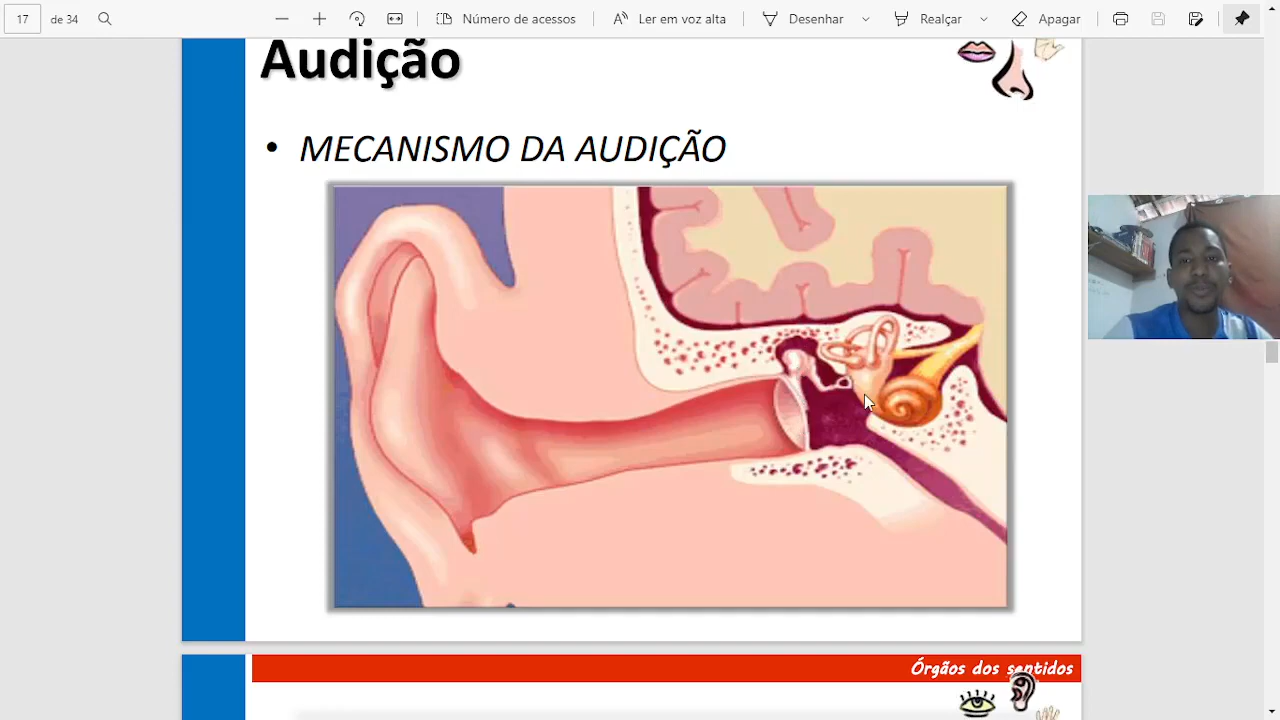 17 de 34 Número de acessos Ler em voz alta Desenhar Realçar Apagar
Audição
• MECANISMO DA AUDIÇÃO
Órgãos dos sentidos